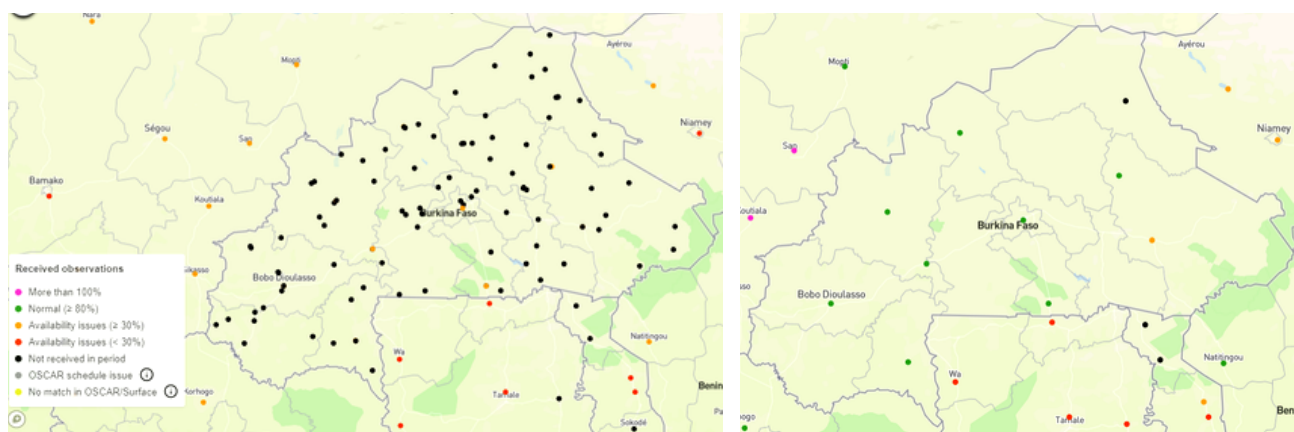 Nara
Mopti
Ayérou
Ségou
San
Niamey
Bamako
Koutiala
Burkina Faso
Sikasso
Bobo Dioulasso
Received observations
More than 100%
Normal (≥ 80%)
Availability issues (≥ 30%)
Availability issues (< 30%)
Not received in period
OSCAR schedule issue
No match in OSCAR/Surface
Wa
Natitingou
Korhogo
Tamale
Benin
Sokodé
Mopti
Ayérou
San
Niamey
outiala
Burkina Faso
Bobo Dioulasso
Natitingou
Wa
Tamale
Ben